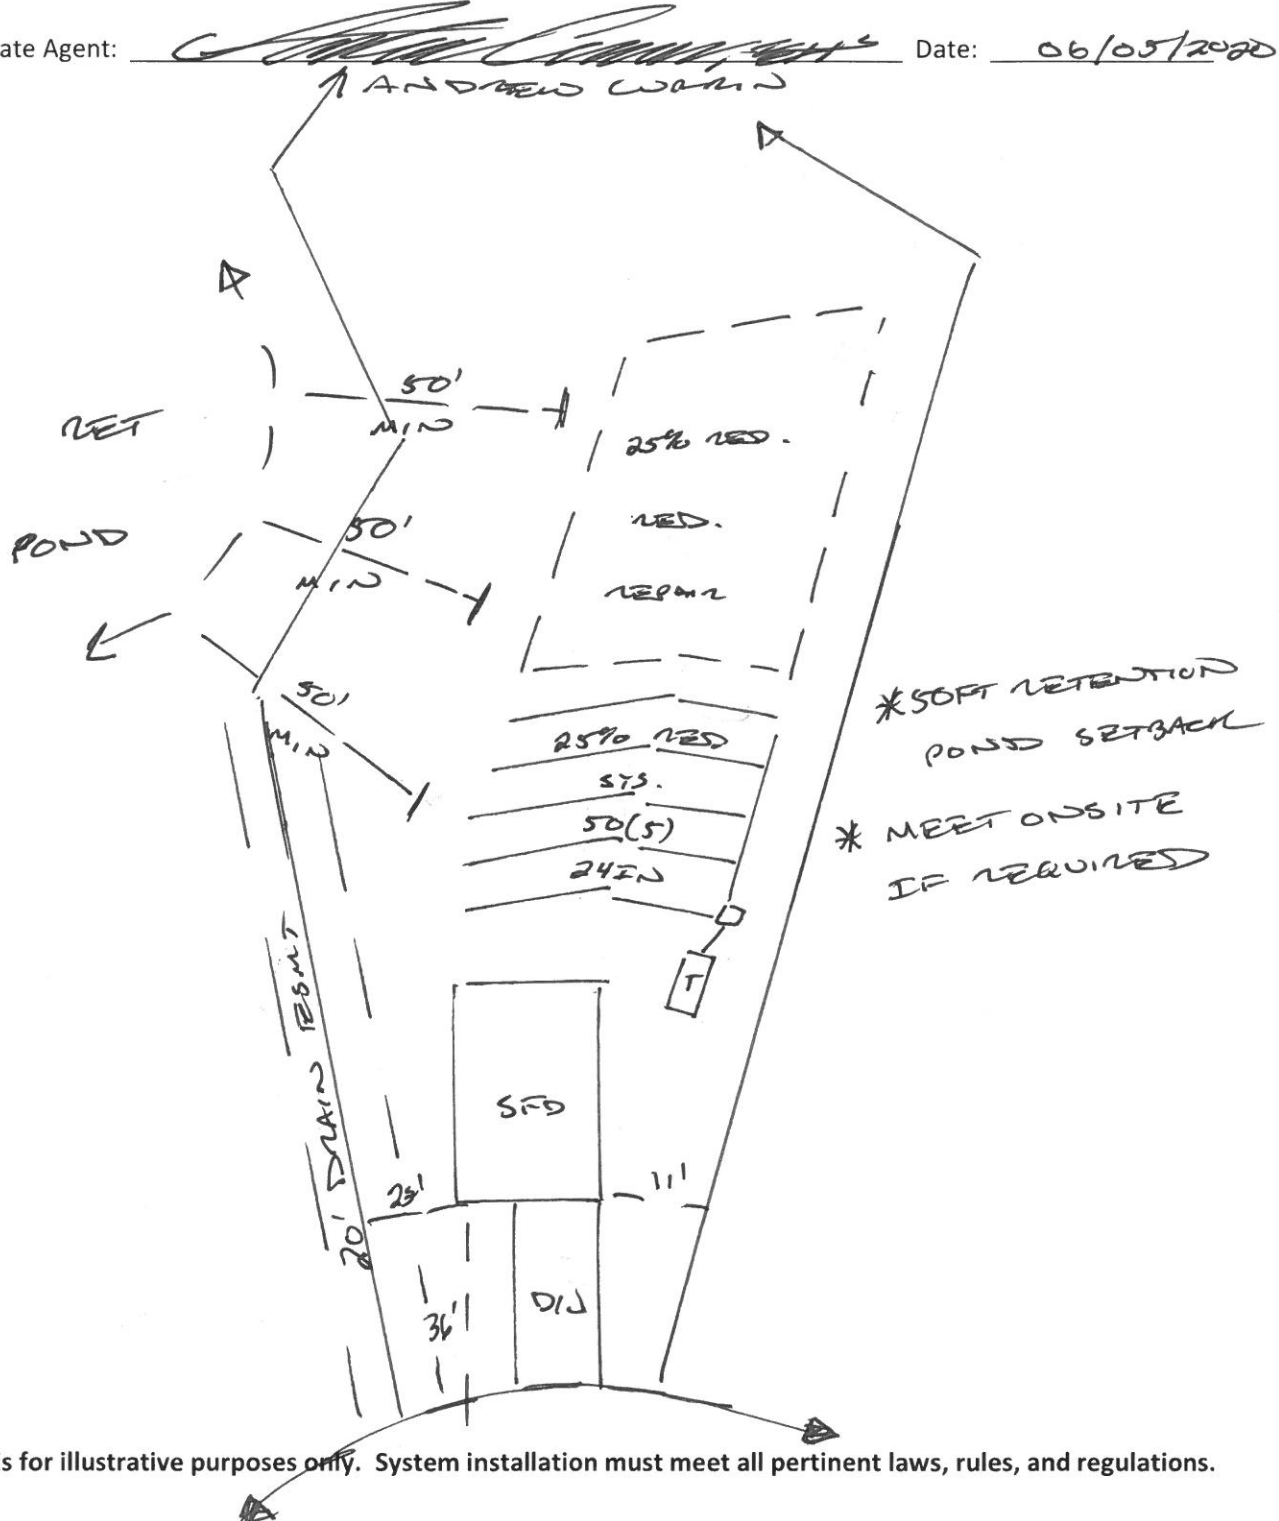 ate Agent: Date: 06/05/2020
ANDREW CURRIN
50'
MIN
RET
POND
25% RED.
RED.
REPAIR
50'
MIN
50'
MIN
* SOFT RETENTION
POND SETBACK
* MEET ONSITE
IF REQUIRED
25% RED
SYS.
50(5)
24IN
T
20' DRAIN ESMT
SFD
25'
11'
36'
D/W
s for illustrative purposes only. System installation must meet all pertinent laws, rules, and regulations.